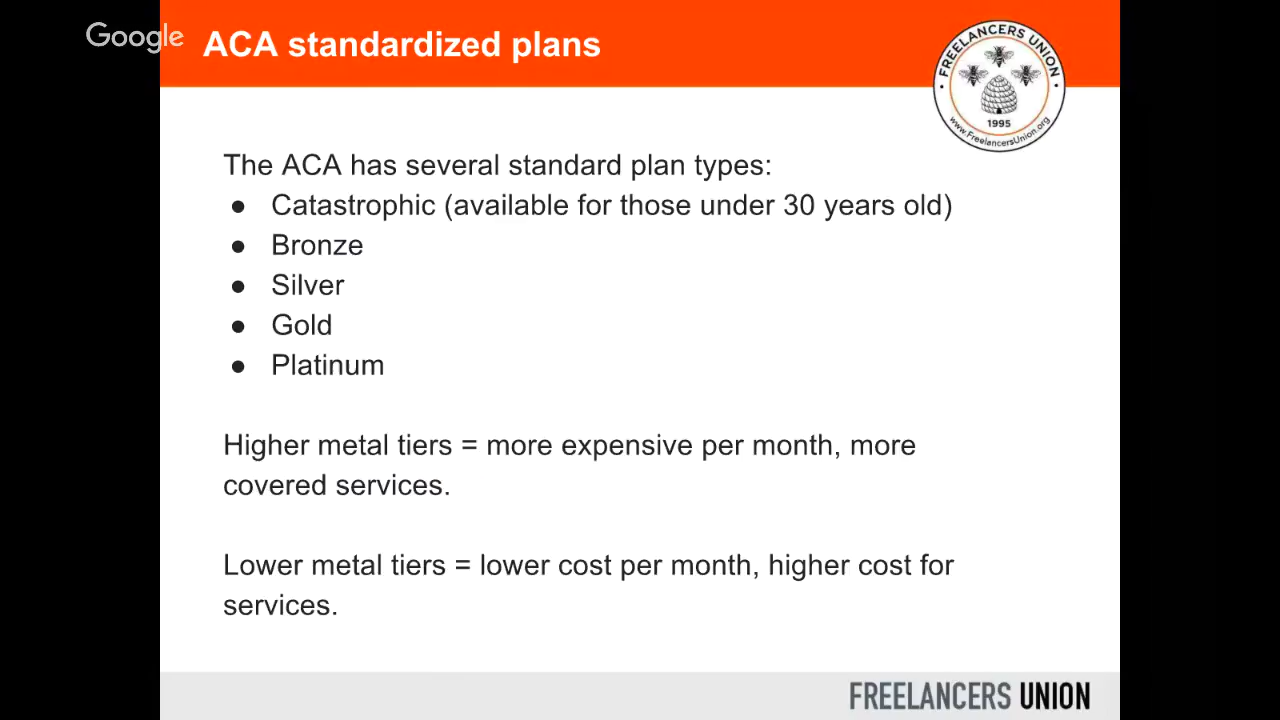 Google
ACA standardized plans
FREELANCERS UNION
1995
www.FreelancersUnion.org
The ACA has several standard plan types:
● Catastrophic (available for those under 30 years old)
● Bronze
● Silver
● Gold
● Platinum
Higher metal tiers = more expensive per month, more
covered services.
Lower metal tiers = lower cost per month, higher cost for
services.
FREELANCERS UNION